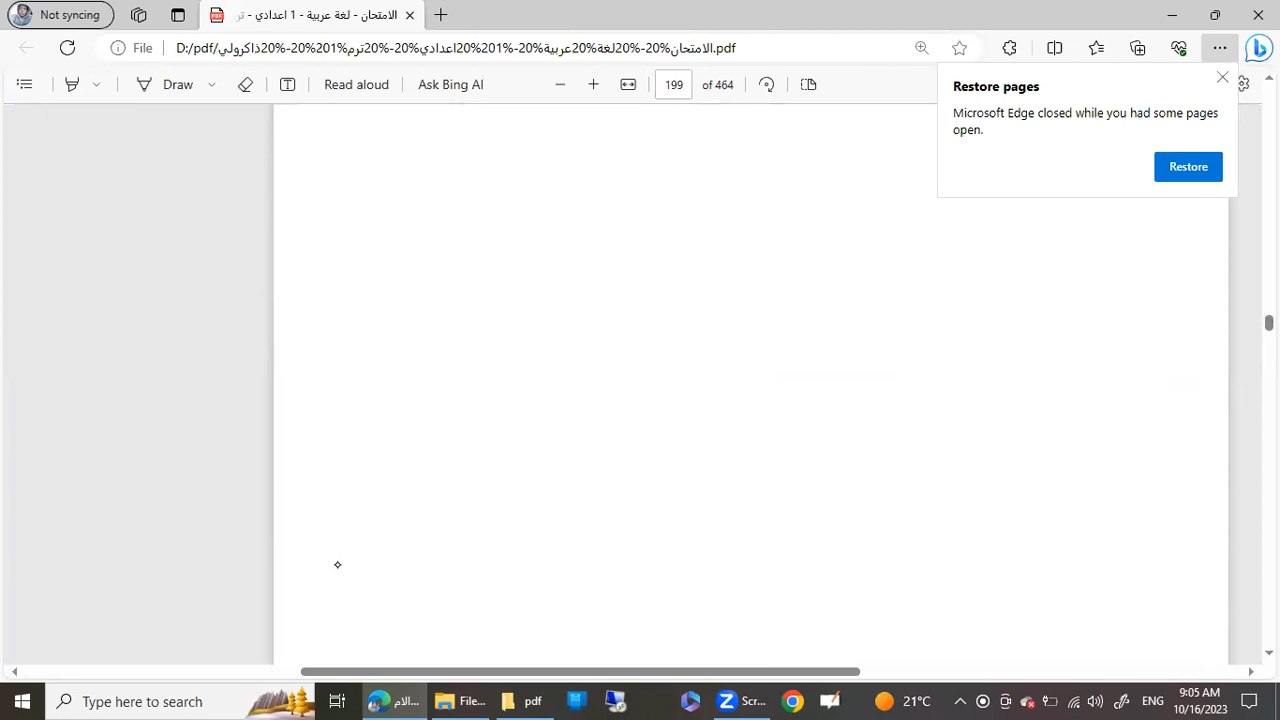 Not syncing
الامتحان - لغة عربية - 1 اعدادي - تر
File
D:/pdf/الامتحان%20-%20لغة%20عربية%20-%201%20اعدادي%20-%20ترم%201%20-%20ذاكرولي.pdf
Draw
Read aloud
Ask Bing AI
199 of 464
Restore pages
Microsoft Edge closed while you had some pages
open.
Restore
Type here to search
الام...
File...
pdf
Scr...
21°C
ENG
9:05 AM
10/16/2023